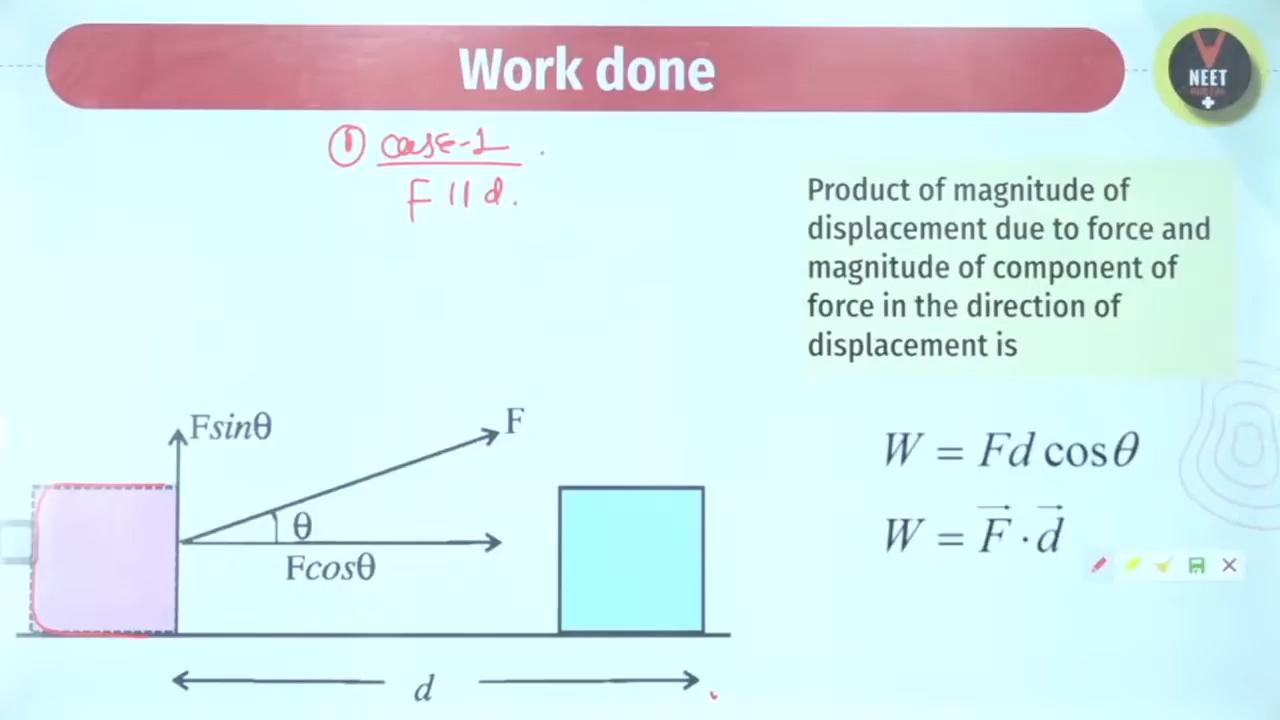 Work done
NEET
① case-1
F || d.
Product of magnitude of
displacement due to force and
magnitude of component of
force in the direction of
displacement is
Fsinθ
F
θ
Fcosθ
W = Fd cosθ
W = F⃗ · d⃗
d